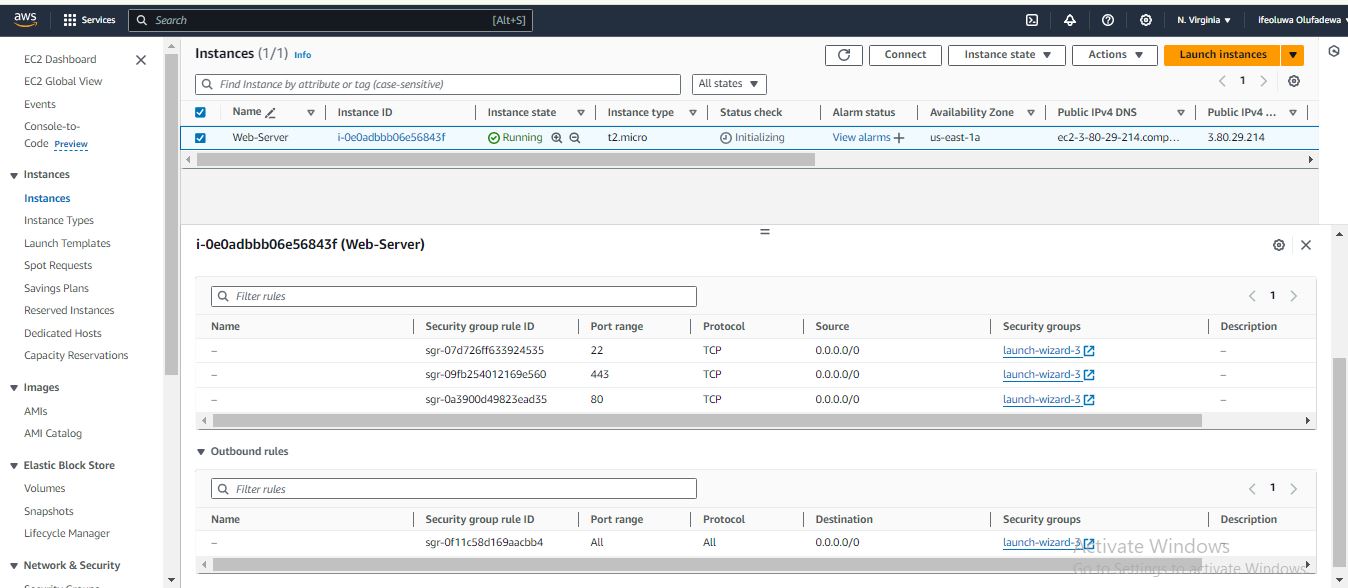 aws Services Search [Alt+S] N. Virginia Ifeoluwa Olufadewa
EC2 Dashboard
EC2 Global View
Events
Console-to-
Code Preview
Instances
Instances
Instance Types
Launch Templates
Spot Requests
Savings Plans
Reserved Instances
Dedicated Hosts
Capacity Reservations
Images
AMIs
AMI Catalog
Elastic Block Store
Volumes
Snapshots
Lifecycle Manager
Network & Security
Instances (1/1) Info Connect Instance state Actions Launch instances
Find Instance by attribute or tag (case-sensitive) All states 1
Name Instance ID Instance state Instance type Status check Alarm status Availability Zone Public IPv4 DNS Public IPv4 ...
Web-Server i-0e0adbbb06e56843f Running t2.micro Initializing View alarms + us-east-1a ec2-3-80-29-214.comp... 3.80.29.214
i-0e0adbbb06e56843f (Web-Server)
Filter rules 1
Name Security group rule ID Port range Protocol Source Security groups Description
– sgr-07d726ff633924535 22 TCP 0.0.0.0/0 launch-wizard-3 –
– sgr-09fb254012169e560 443 TCP 0.0.0.0/0 launch-wizard-3 –
– sgr-0a3900d49823ead35 80 TCP 0.0.0.0/0 launch-wizard-3 –
Outbound rules
Filter rules 1
Name Security group rule ID Port range Protocol Destination Security groups Description
– sgr-0f11c58d169aacbb4 All All 0.0.0.0/0 launch-wizard-3 –
Activate Windows
Go to Settings to activate Windows.